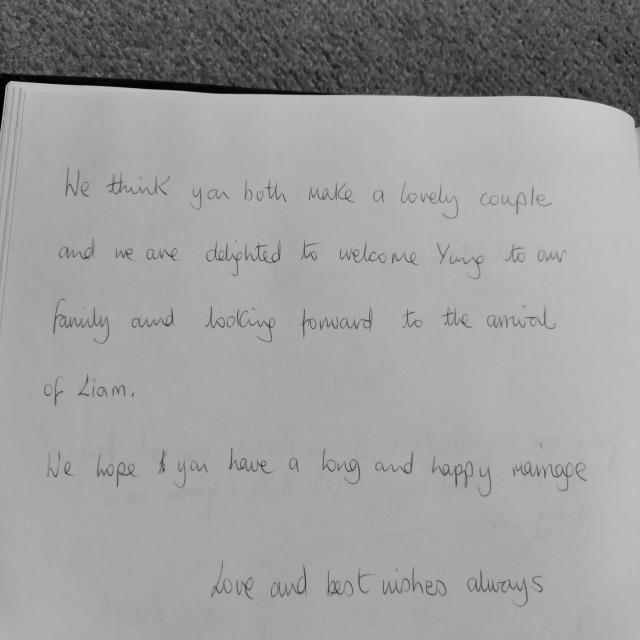 We think you both make a lovely couple
and we are delighted to welcome Ying to our
family and looking forward to the arrival
of Liam.
We hope you have a long and happy marriage
Love and best wishes always